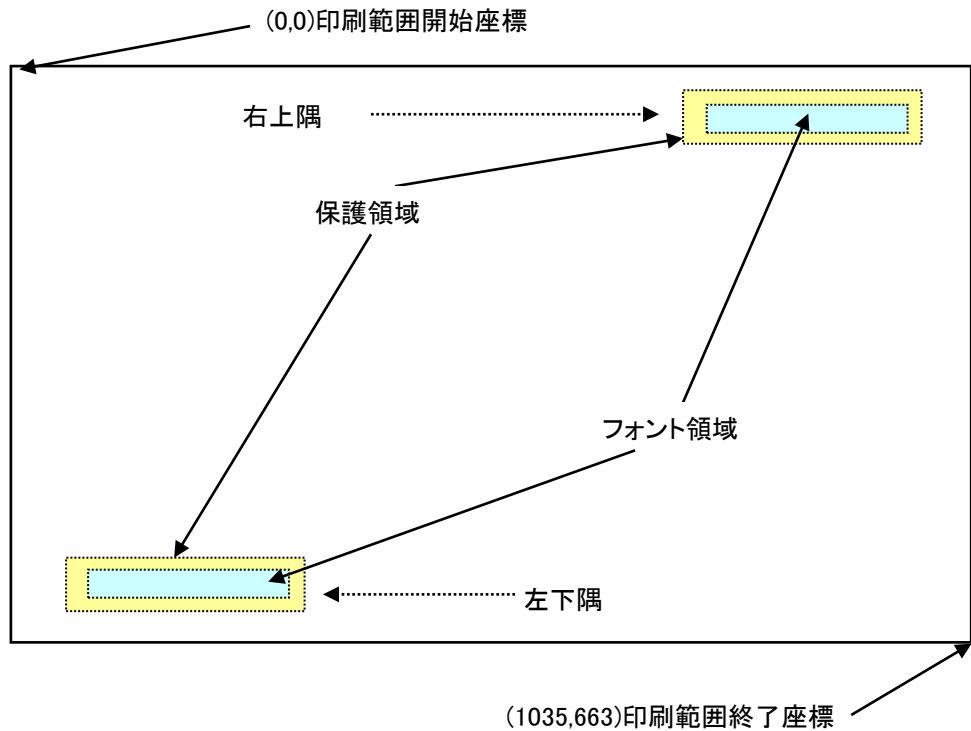 (0,0)印刷範囲開始座標
右上隅
保護領域
フォント領域
左下隅
(1035,663)印刷範囲終了座標